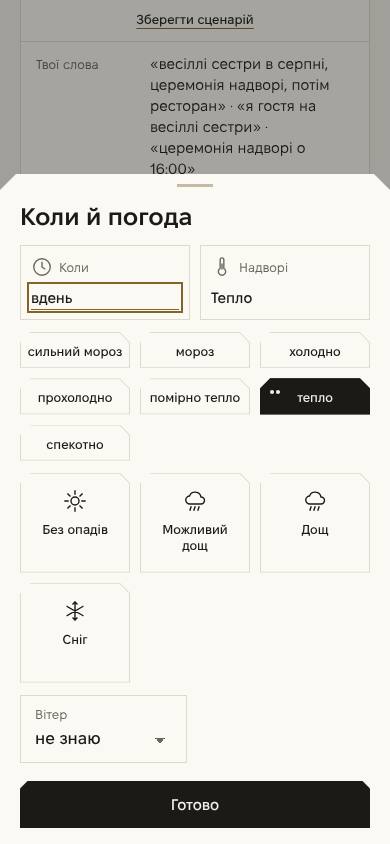 Зберегти сценарій
Твої слова
«весіллі сестри в серпні,
церемонія надворі, потім
ресторан» · «я гостя на
весіллі сестри» ·
«церемонія надворі о
16:00»
Коли й погода
Коли
вдень
Надворі
Тепло
сильний мороз
мороз
холодно
прохолодно
помірно тепло
тепло
спекотно
Без опадів
Можливий
дощ
Дощ
Сніг
Вітер
не знаю
Готово